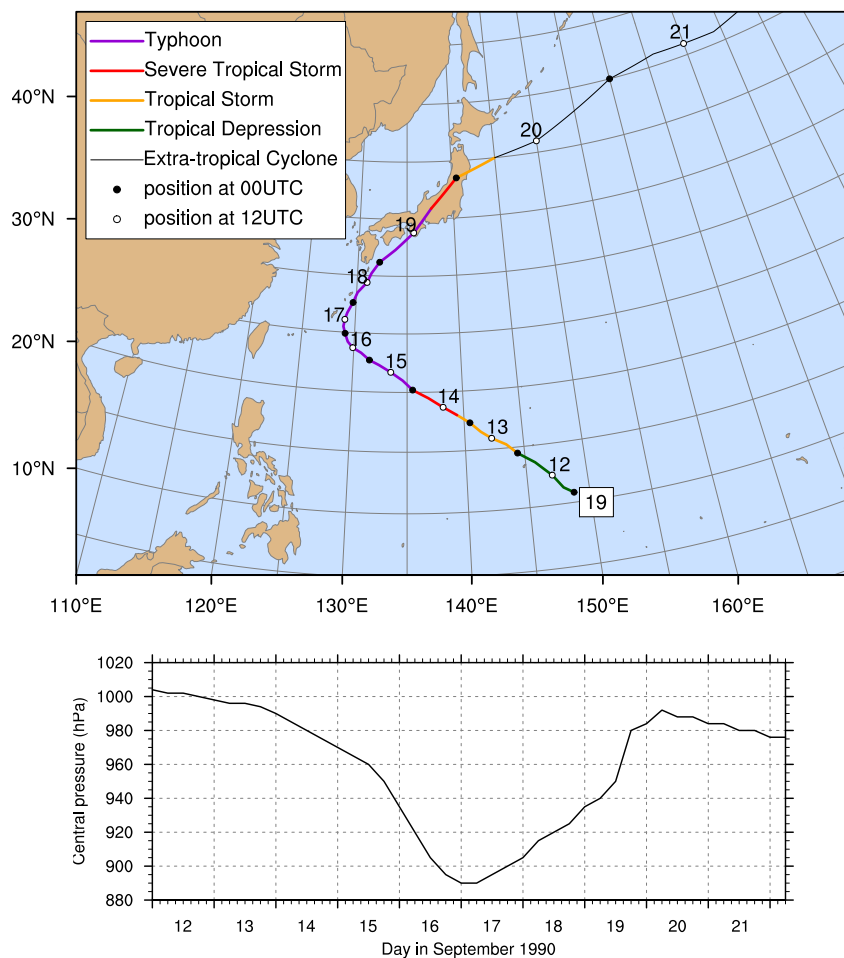 Typhoon
Severe Tropical Storm
Tropical Storm
Tropical Depression
Extra-tropical Cyclone
position at 00UTC
position at 12UTC
21
20
19
18
17
16
15
14
13
12
19
40°N
30°N
20°N
10°N
110°E 120°E 130°E 140°E 150°E 160°E
1020
1000
980
960
940
920
900
880
Central pressure (hPa)
12 13 14 15 16 17 18 19 20 21
Day in September 1990